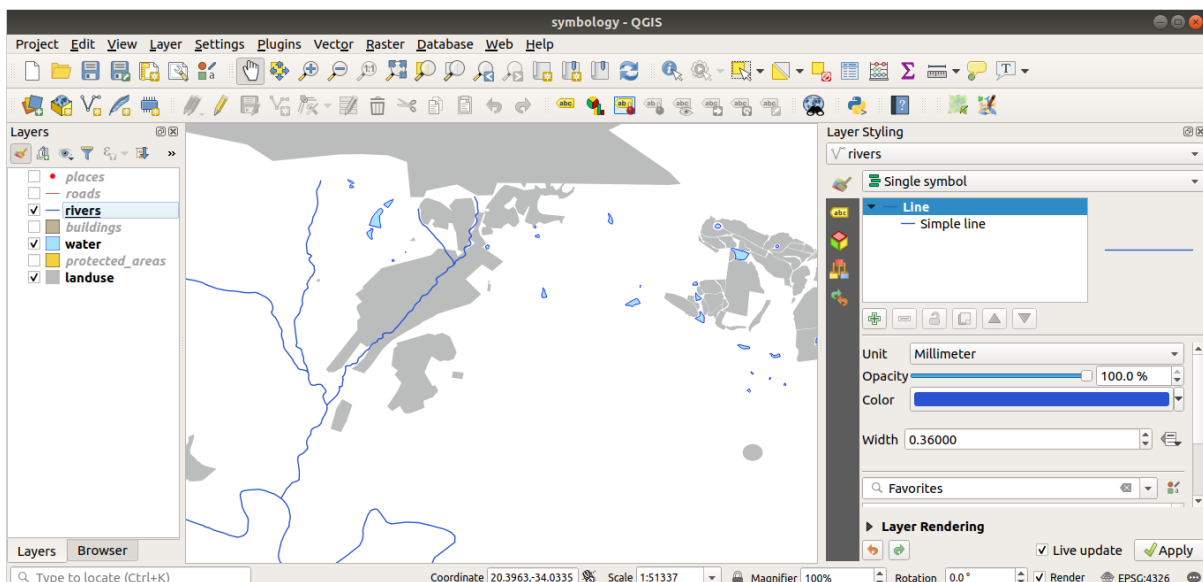 symbology - QGIS
Project Edit View Layer Settings Plugins Vector Raster Database Web Help
Layers
places
roads
rivers
buildings
water
protected_areas
landuse
Layers Browser
Layer Styling
rivers
Single symbol
Line
Simple line
Unit Millimeter
Opacity 100.0 %
Color
Width 0.36000
Favorites
Layer Rendering
Live update Apply
Type to locate (Ctrl+K) Coordinate 20.3963,-34.0335 Scale 1:51337 Magnifier 100% Rotation 0.0° Render EPSG:4326